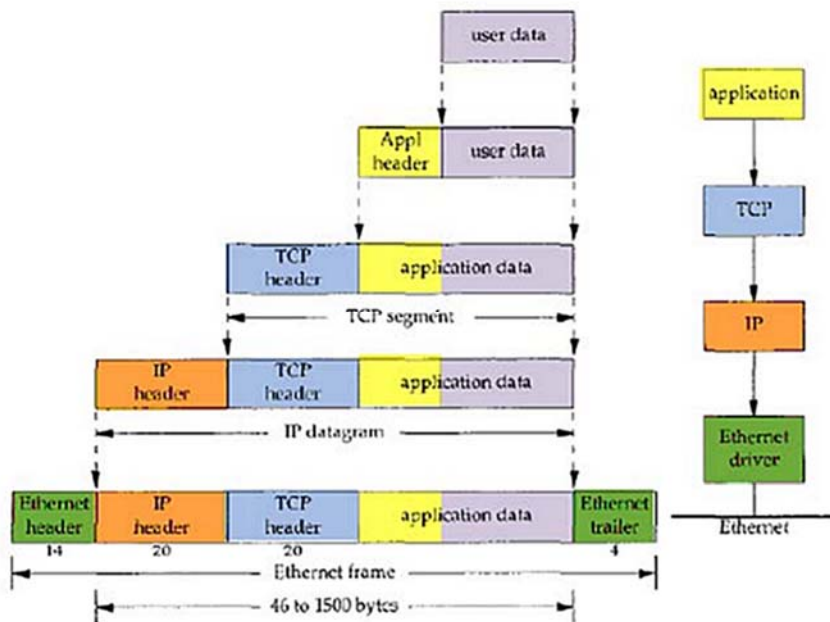 user data
application
Appl
header
user data
TCP
TCP
header
application data
TCP segment
IP
IP
header
TCP
header
application data
IP datagram
Ethernet
driver
Ethernet
header
IP
header
TCP
header
application data
Ethernet
trailer
Ethernet
14
20
20
4
Ethernet frame
46 to 1500 bytes